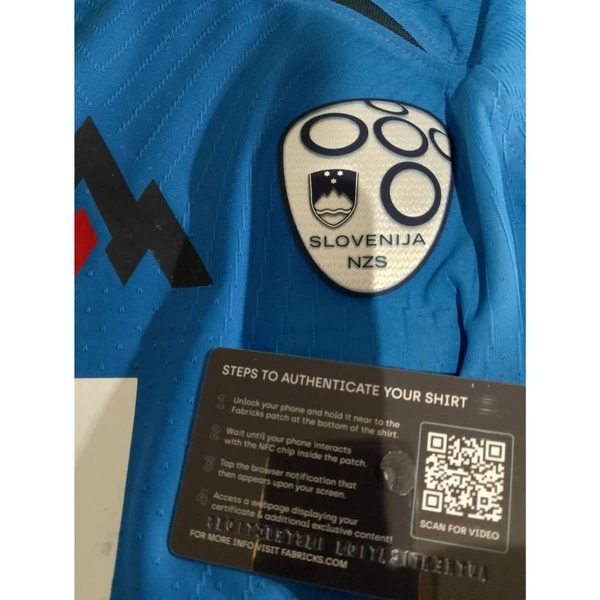 SLOVENIJA
NZS
STEPS TO AUTHENTICATE YOUR SHIRT
1
Unlock your phone and hold it near to the
Fabricks patch at the bottom of the shirt.
2
Wait until your phone interacts
with the NFC chip inside the patch.
3
Tap the browser notification that
then appears upon your screen.
4
Access a webpage displaying your
certificate & additional exclusive content!
FOR MORE INFO VISIT FABRICKS.COM
SCAN FOR VIDEO